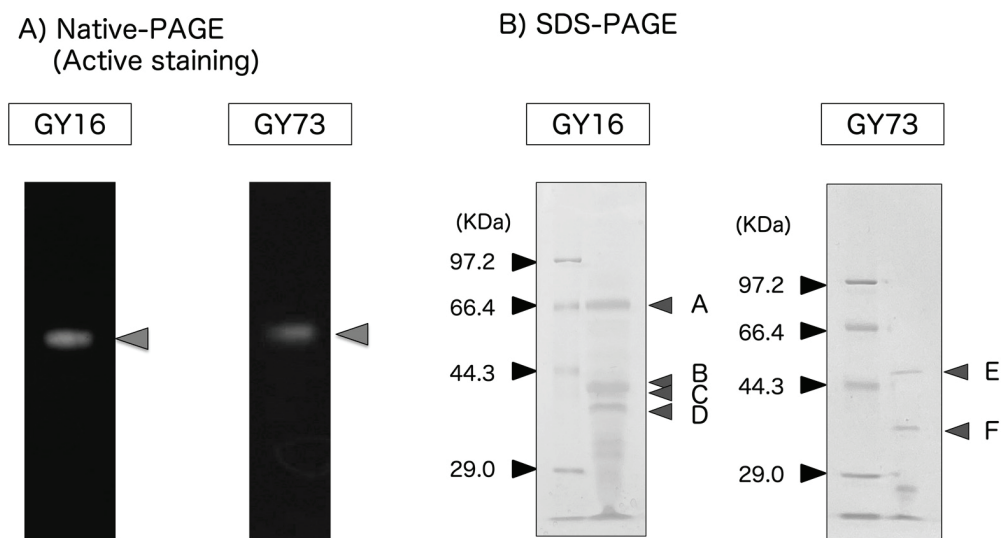 A) Native-PAGE
(Active staining)
B) SDS-PAGE
GY16
GY73
GY16
GY73
(KDa)
97.2
66.4
44.3
29.0
A
B
C
D
(KDa)
97.2
66.4
44.3
29.0
E
F